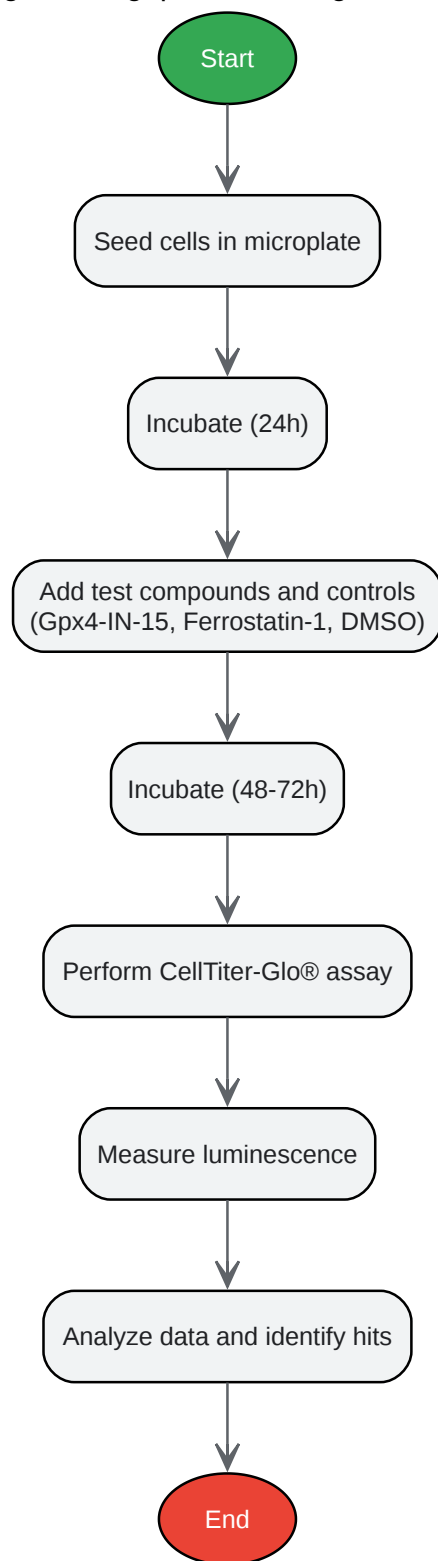 Start
Seed cells in microplate
Incubate (24h)
Add test compounds and controls
(Gpx4-IN-15, Ferrostatin-1, DMSO)
Incubate (48-72h)
Perform CellTiter-Glo® assay
Measure luminescence
Analyze data and identify hits
End